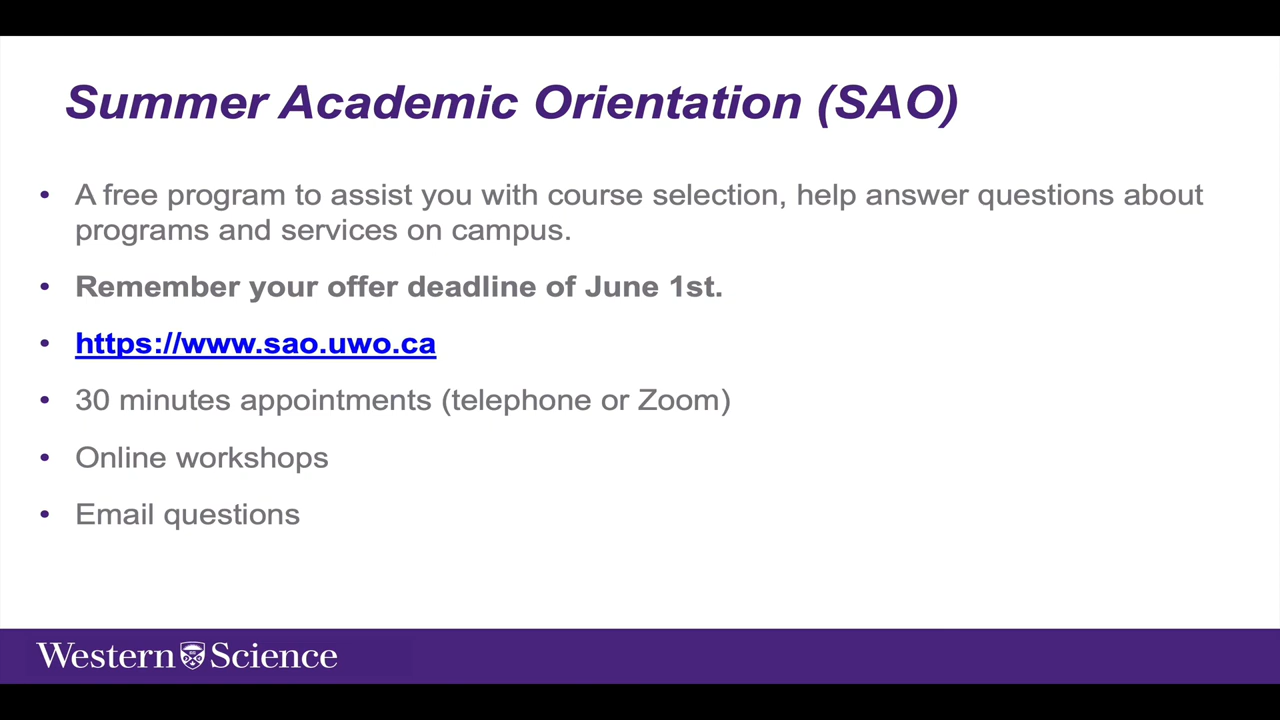 Summer Academic Orientation (SAO)
• A free program to assist you with course selection, help answer questions about
programs and services on campus.
• Remember your offer deadline of June 1st.
• https://www.sao.uwo.ca
• 30 minutes appointments (telephone or Zoom)
• Online workshops
• Email questions
Western Science